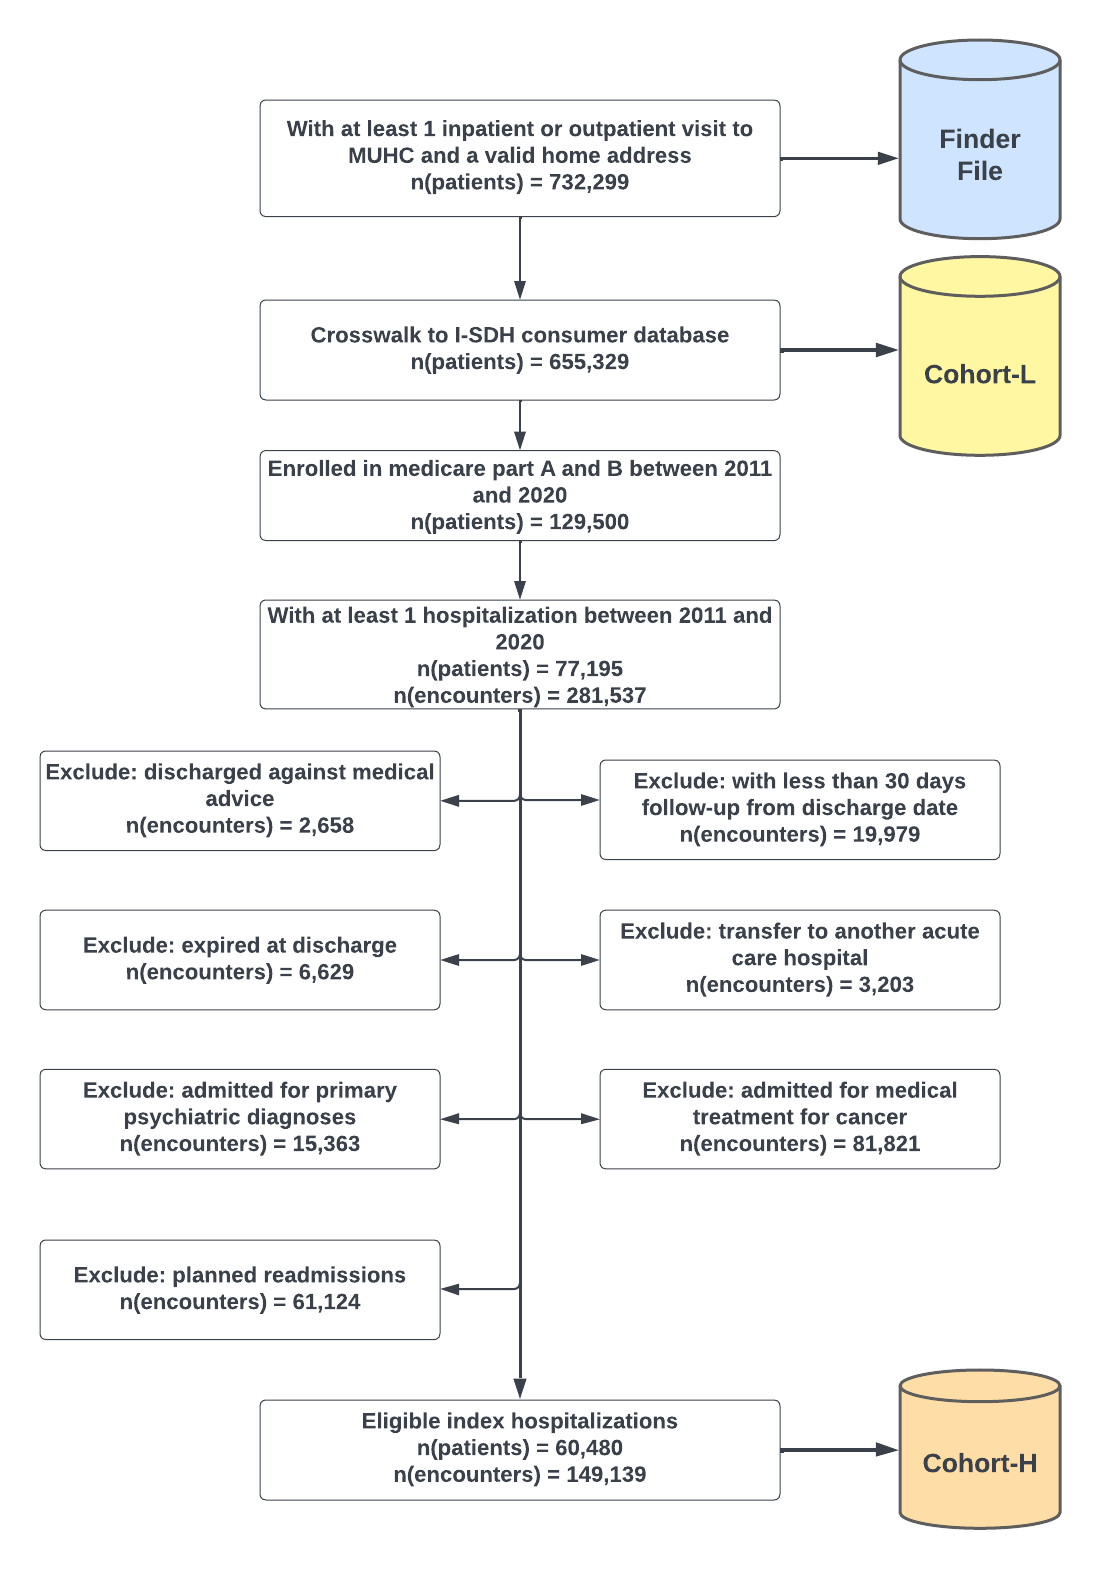 With at least 1 inpatient or outpatient visit to
MUHC and a valid home address
n(patients) = 732,299
Finder
File
Crosswalk to I-SDH consumer database
n(patients) = 655,329
Cohort-L
Enrolled in medicare part A and B between 2011
and 2020
n(patients) = 129,500
With at least 1 hospitalization between 2011 and
2020
n(patients) = 77,195
n(encounters) = 281,537
Exclude: discharged against medical
advice
n(encounters) = 2,658
Exclude: with less than 30 days
follow-up from discharge date
n(encounters) = 19,979
Exclude: expired at discharge
n(encounters) = 6,629
Exclude: transfer to another acute
care hospital
n(encounters) = 3,203
Exclude: admitted for primary
psychiatric diagnoses
n(encounters) = 15,363
Exclude: admitted for medical
treatment for cancer
n(encounters) = 81,821
Exclude: planned readmissions
n(encounters) = 61,124
Eligible index hospitalizations
n(patients) = 60,480
n(encounters) = 149,139
Cohort-H